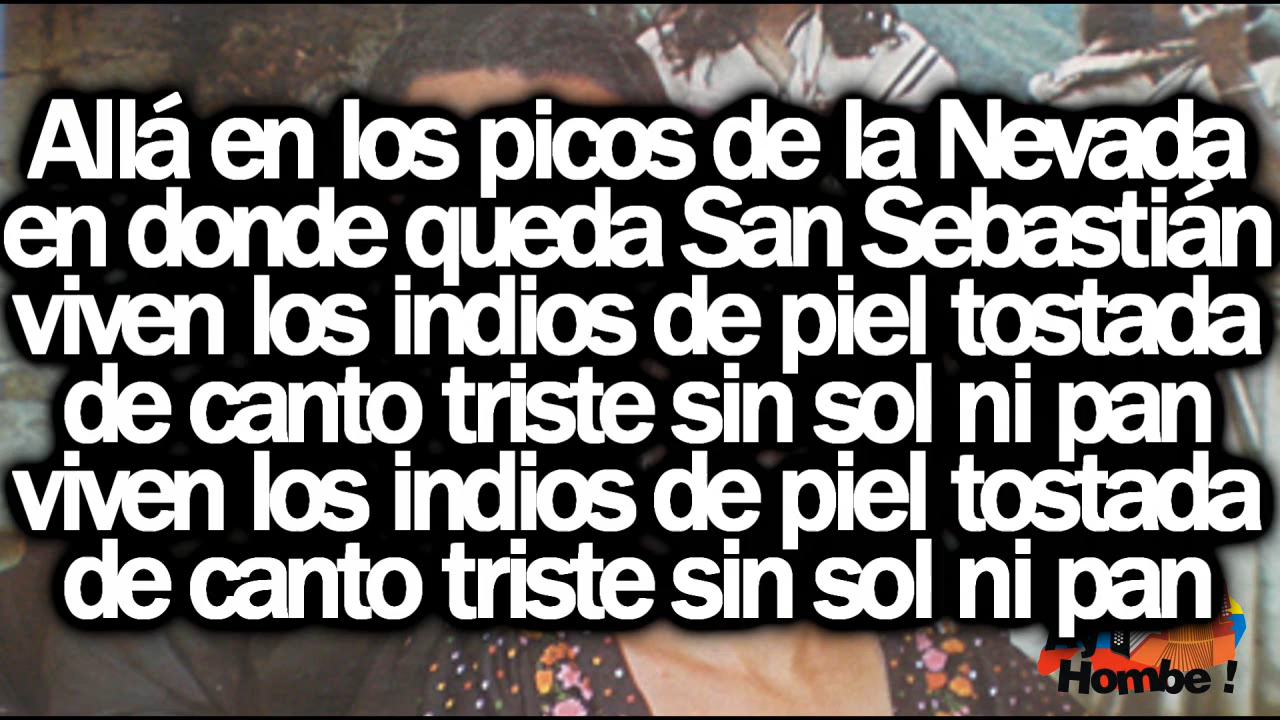 Allá en los picos de la Nevada
en donde queda San Sebastián
viven los indios de piel tostada
de canto triste sin sol ni pan
viven los indios de piel tostada
de canto triste sin sol ni pan
Ay
Hombe !